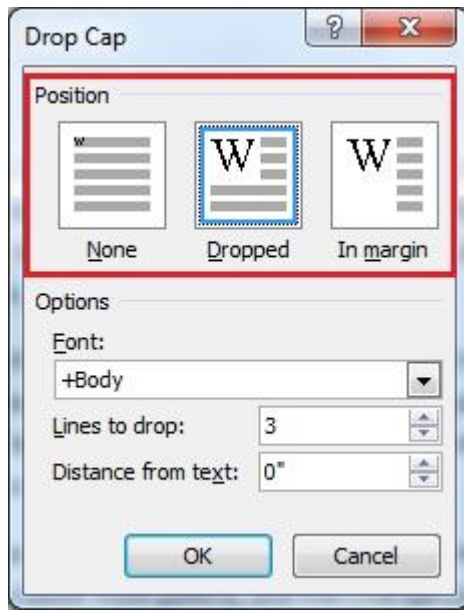 Drop Cap
Position
W W W
None Dropped In margin
Options
Font:
+Body
Lines to drop: 3
Distance from text: 0"
OK Cancel